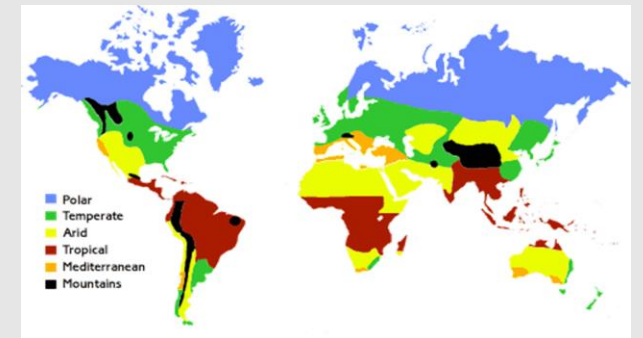 Polar
Temperate
Arid
Tropical
Mediterranean
Mountains